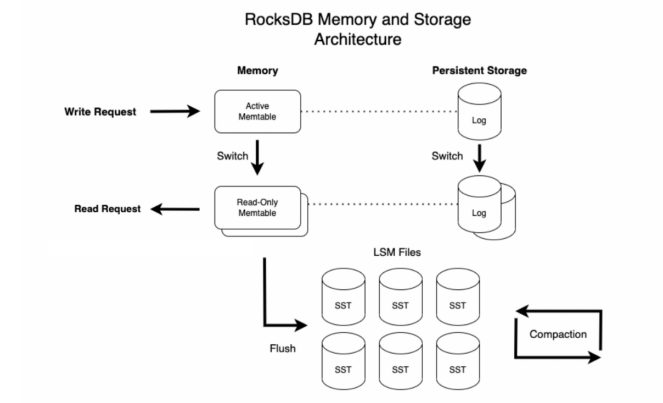 RocksDB Memory and Storage
Architecture
Memory
Persistent Storage
Write Request
Active
Memtable
Log
Switch
Switch
Read Request
Read-Only
Memtable
Log
LSM Files
SST
SST
SST
Compaction
Flush
SST
SST
SST